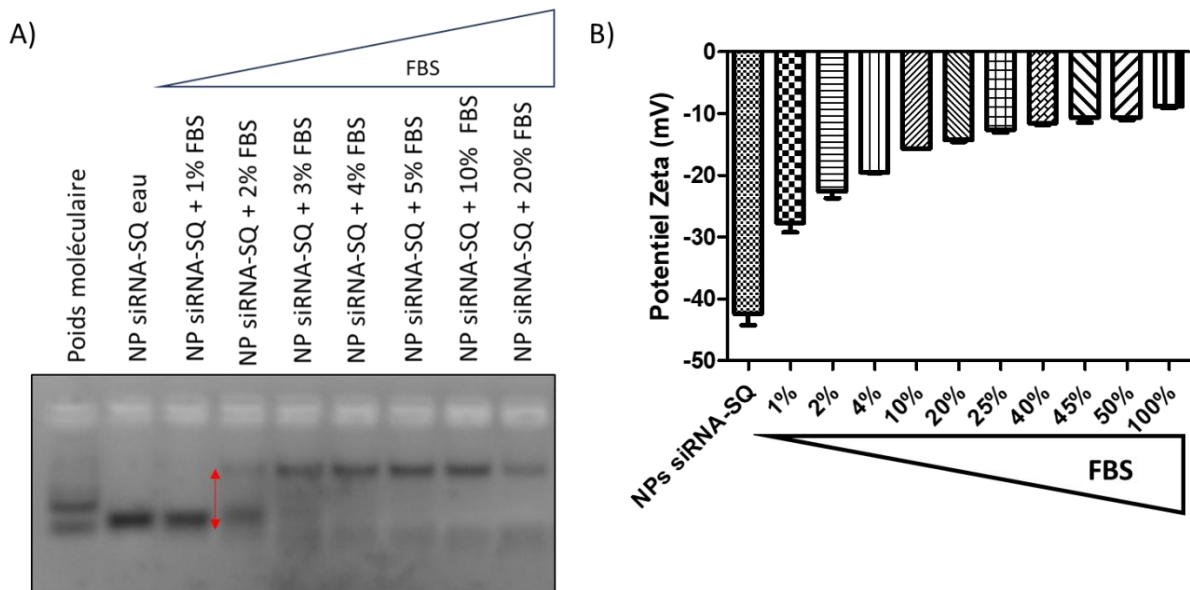 A)
FBS
Poids moléculaire
NP siRNA-SQ eau
NP siRNA-SQ + 1% FBS
NP siRNA-SQ + 2% FBS
NP siRNA-SQ + 3% FBS
NP siRNA-SQ + 4% FBS
NP siRNA-SQ + 5% FBS
NP siRNA-SQ + 10% FBS
NP siRNA-SQ + 20% FBS
B)
Potentiel Zeta (mV)
0
-10
-20
-30
-40
-50
NPs siRNA-SQ
1%
2%
4%
10%
20%
25%
40%
45%
50%
100%
FBS